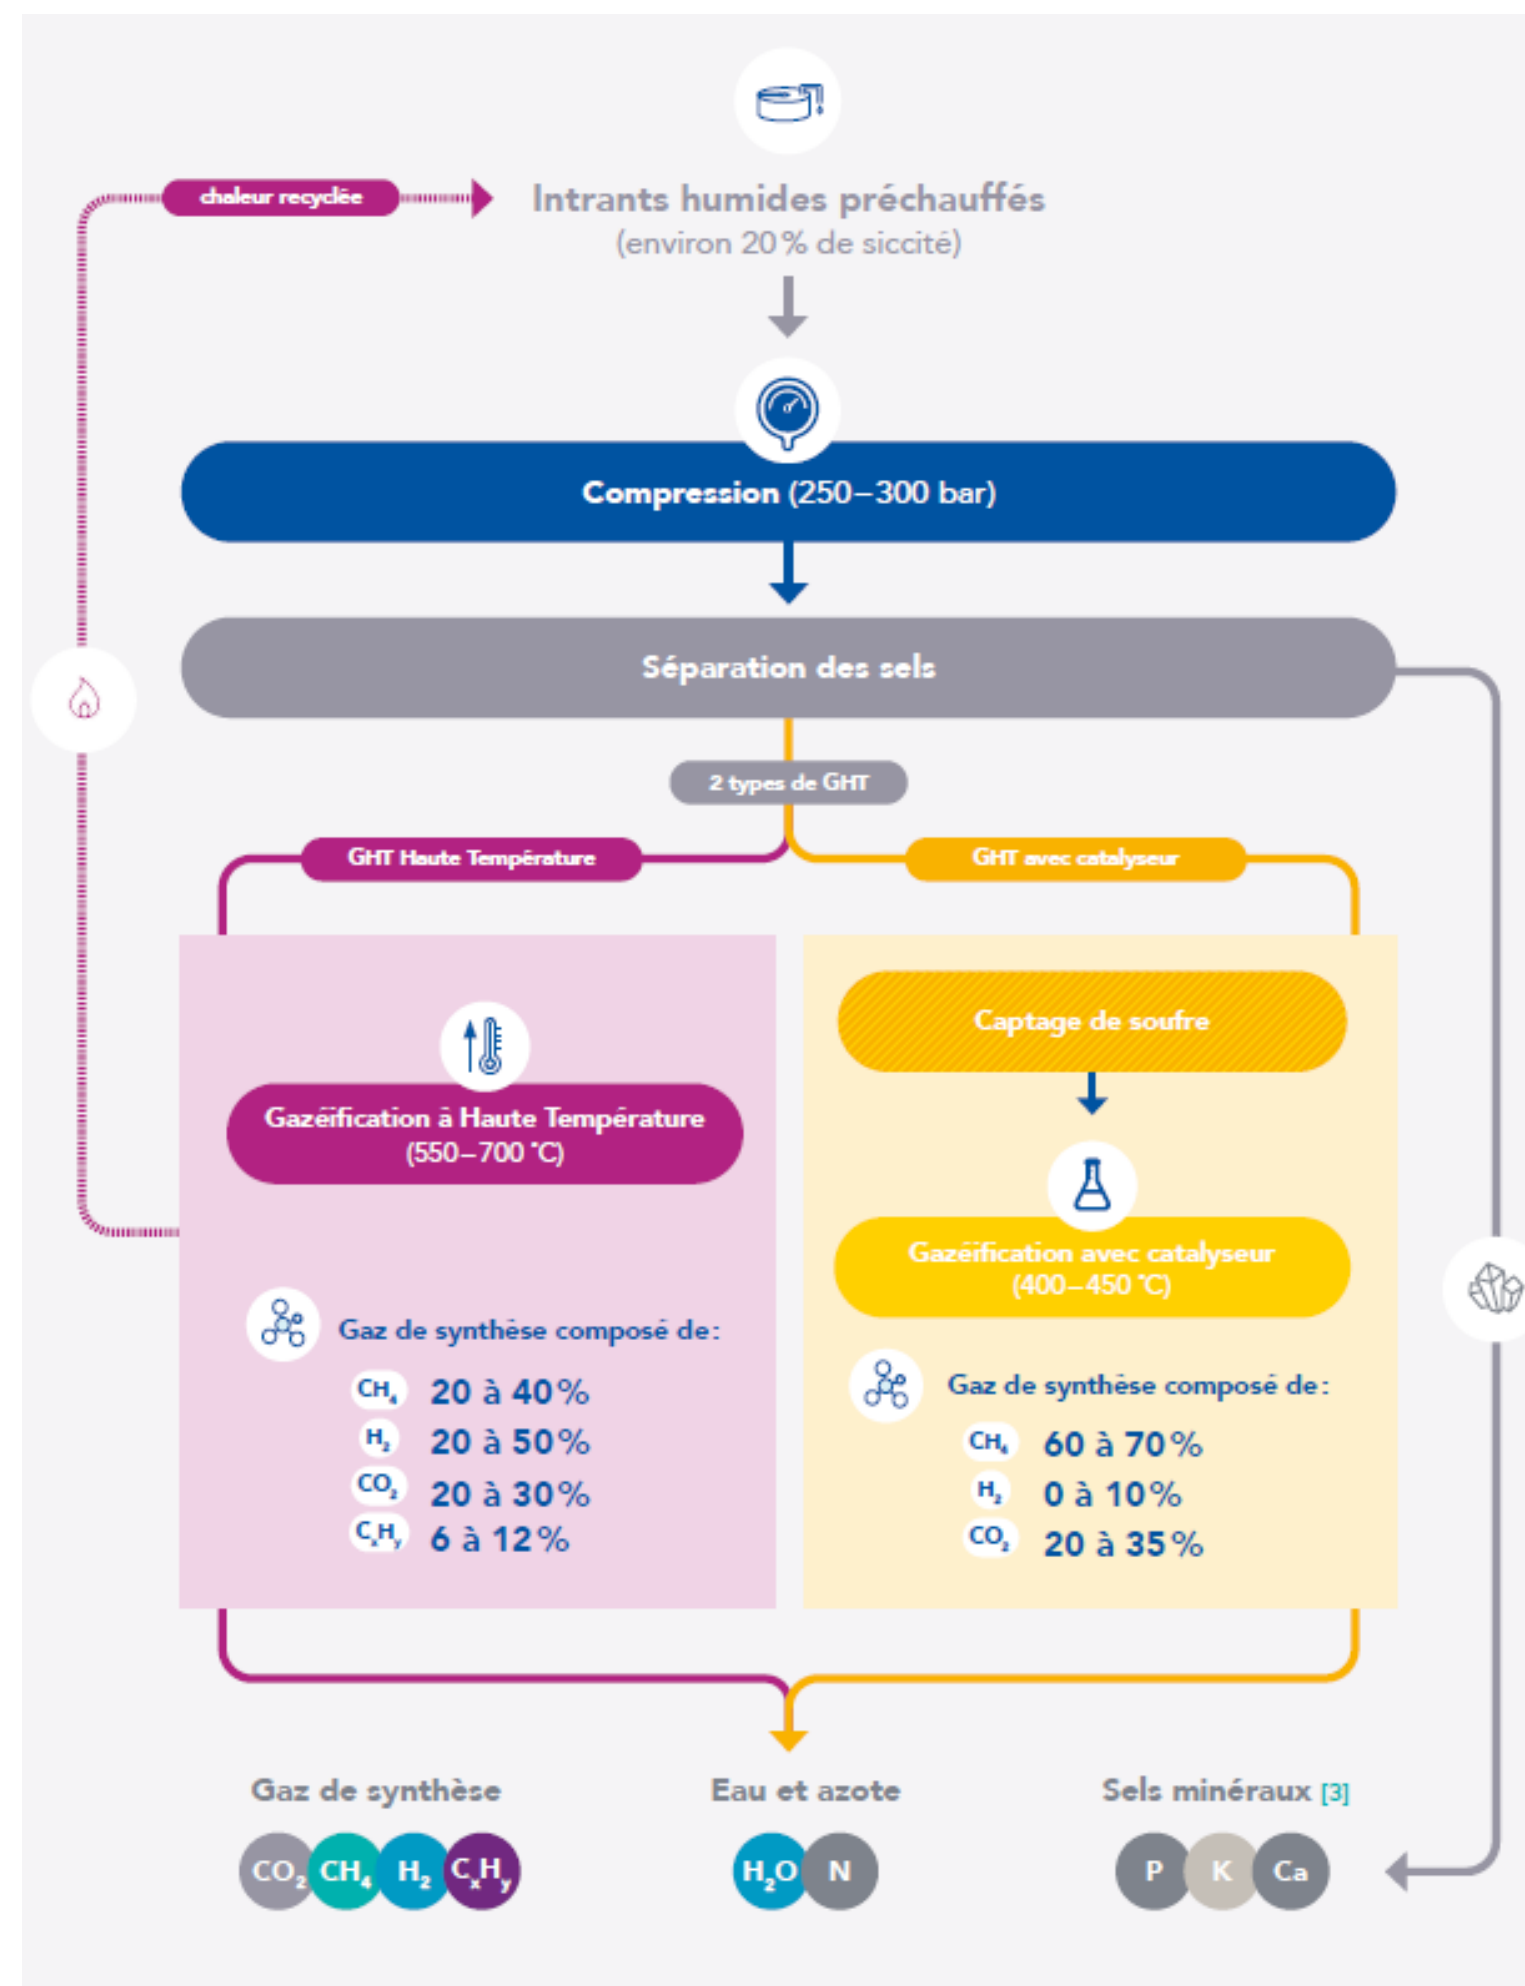 chaleur recyclée
Intrants humides préchauffés
(environ 20 % de siccité)
Compression (250–300 bar)
Séparation des sels
2 types de GHT
GHT Haute Température
GHT avec catalyseur
Gazéification à Haute Température
(550–700 °C)
Gaz de synthèse composé de :
CH₄ 20 à 40 %
H₂ 20 à 50 %
CO₂ 20 à 30 %
CₓHᵧ 6 à 12 %
Captage de soufre
Gazéification avec catalyseur
(400–450 °C)
Gaz de synthèse composé de :
CH₄ 60 à 70 %
H₂ 0 à 10 %
CO₂ 20 à 35 %
Gaz de synthèse
CO₂ CH₄ H₂ CₓHᵧ
Eau et azote
H₂O N
Sels minéraux [3]
P K Ca